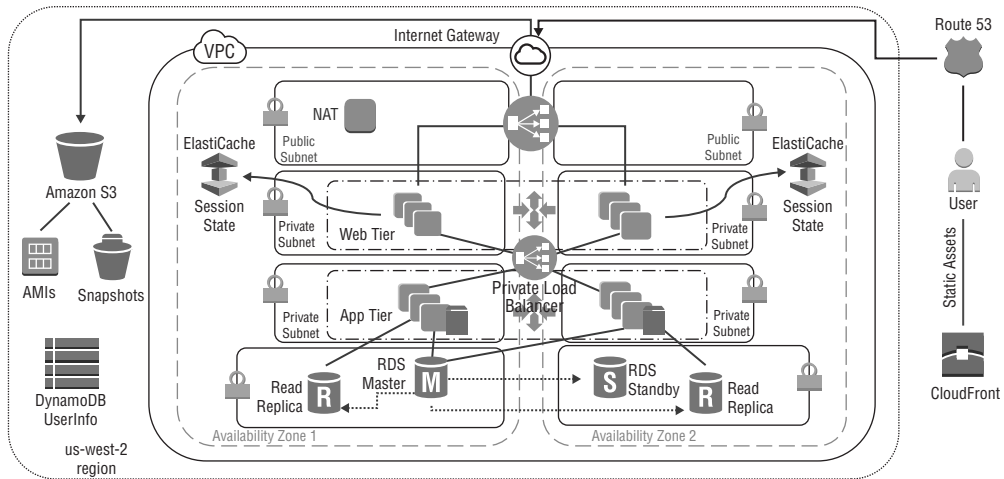 Internet Gateway
Route 53
VPC
NAT
Public
Subnet
Public
Subnet
ElastiCache
Session
State
ElastiCache
Session
State
Amazon S3
User
Web Tier
Private
Subnet
Private
Subnet
AMIs
Snapshots
Private Load
Balancer
Static Assets
App Tier
Private
Subnet
Private
Subnet
DynamoDB
UserInfo
Read
Replica
R
RDS
Master
M
S
RDS
Standby
R
Read
Replica
CloudFront
Availability Zone 1
Availability Zone 2
us-west-2
region